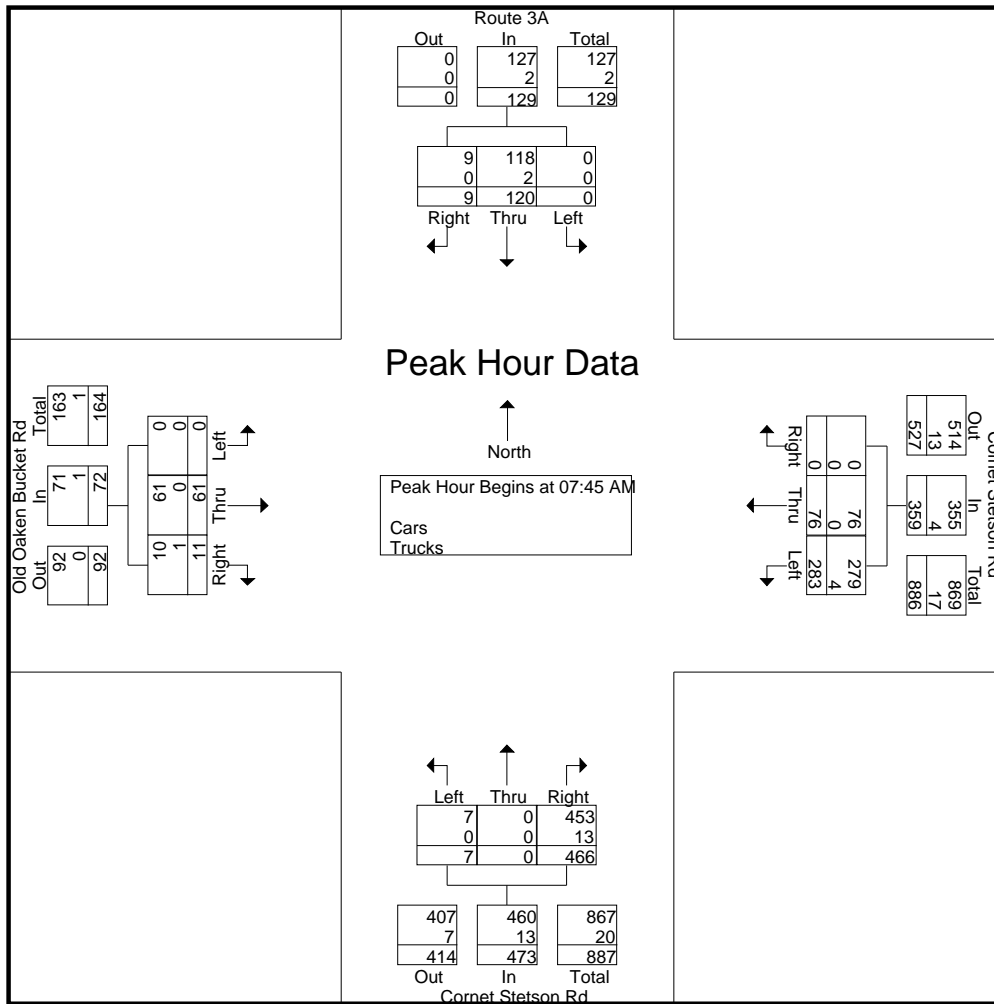 Route 3A
Out In Total
0 127 127
0 2 2
0 129 129
9 118 0
0 2 0
9 120 0
Right Thru Left
Peak Hour Data
North
Peak Hour Begins at 07:45 AM
Cars
Trucks
Old Oaken Bucket Rd
Out In Total
92 71 163
0 1 1
92 72 164
10 61 0
1 0 0
11 61 0
Right Thru Left
Cornet Stetson Rd
Out In Total
514 355 869
13 4 17
527 359 886
0 76 279
0 0 4
0 76 283
Right Thru Left
Left Thru Right
7 0 453
0 0 13
7 0 466
407 460 867
7 13 20
414 473 887
Out In Total
Cornet Stetson Rd